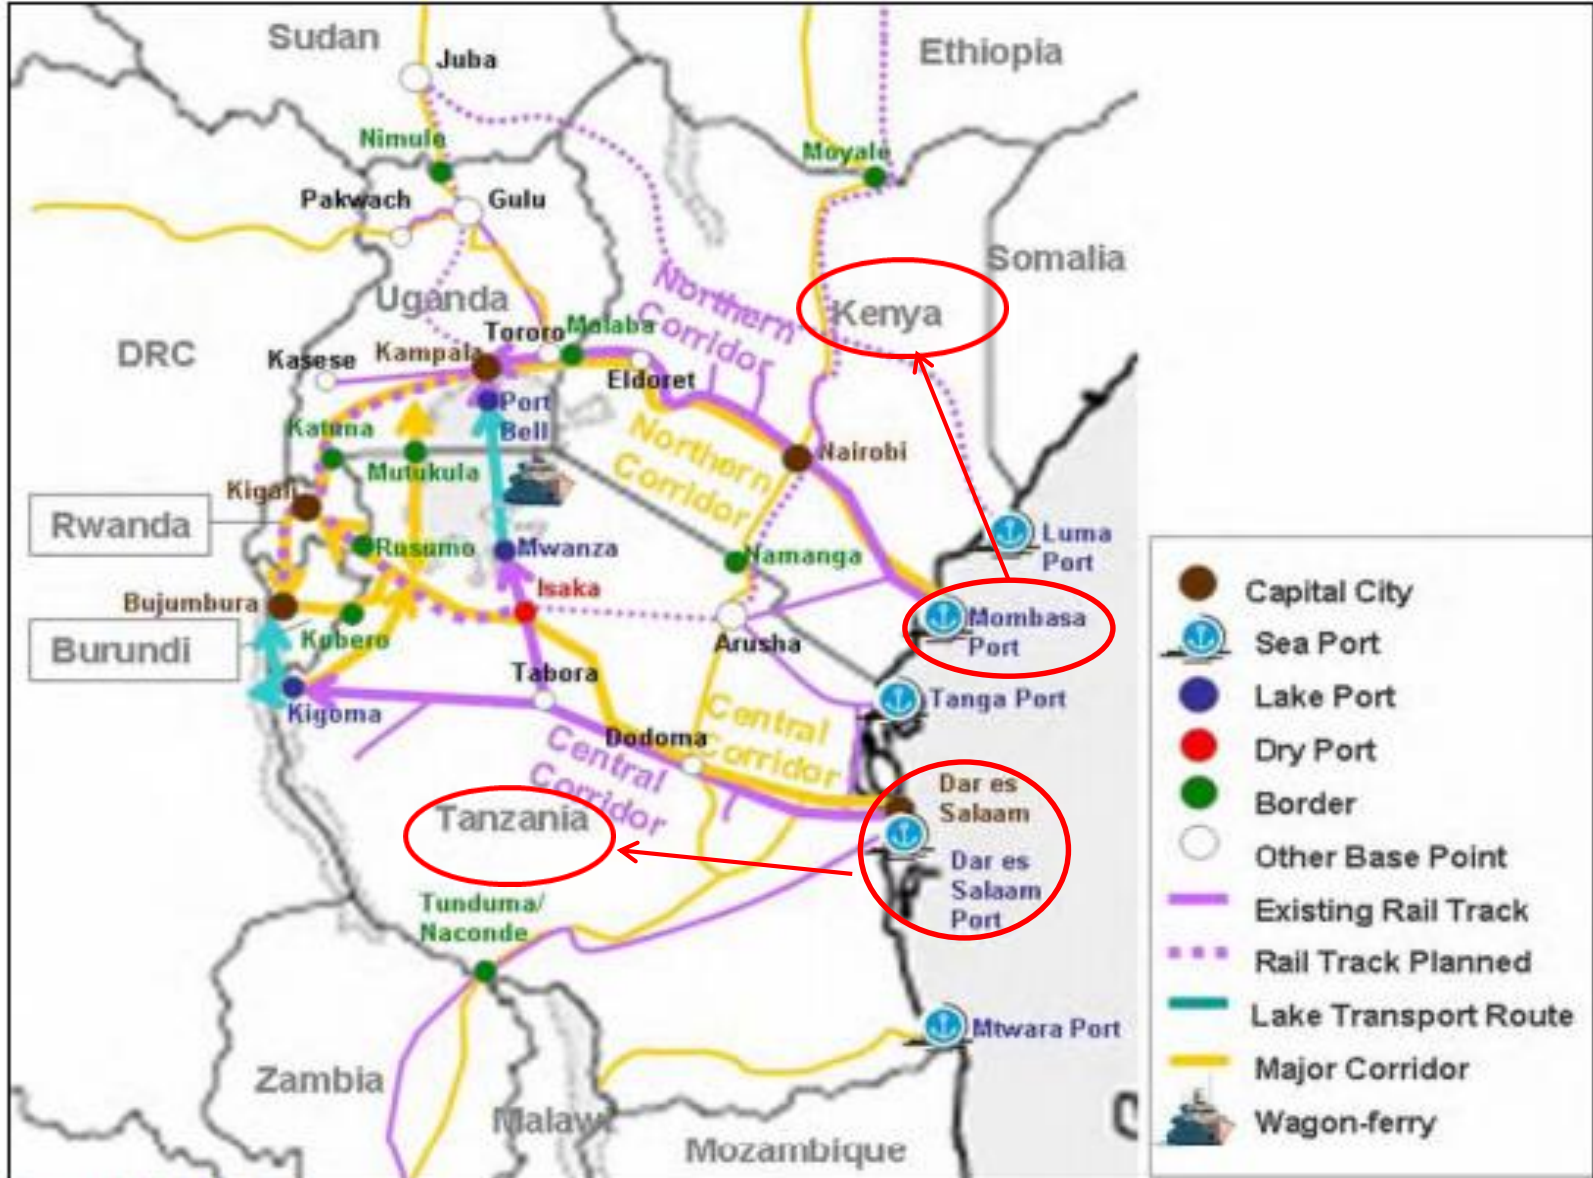 Sudan
Juba
Ethiopia
Nimule
Moyale
Pakwach
Gulu
Somalia
Uganda
Northern
Corridor
Kenya
DRC
Tororo
Malaba
Kasese
Kampala
Eldoret
Port
Bell
Katuna
Mutukula
Northern
Corridor
Nairobi
Kigali
Rwanda
Rusumo
Mwanza
Namanga
Luma
Port
Isaka
Bujumbura
Mombasa
Port
Kobero
Burundi
Arusha
Tabora
Tanga Port
Kigoma
Central
Corridor
Dodoma
Central
Corridor
Dar es
Salaam
Tanzania
Dar es
Salaam
Port
Tunduma/
Naconde
Mtwara Port
Zambia
Malawi
Mozambique
Capital City
Sea Port
Lake Port
Dry Port
Border
Other Base Point
Existing Rail Track
Rail Track Planned
Lake Transport Route
Major Corridor
Wagon-ferry